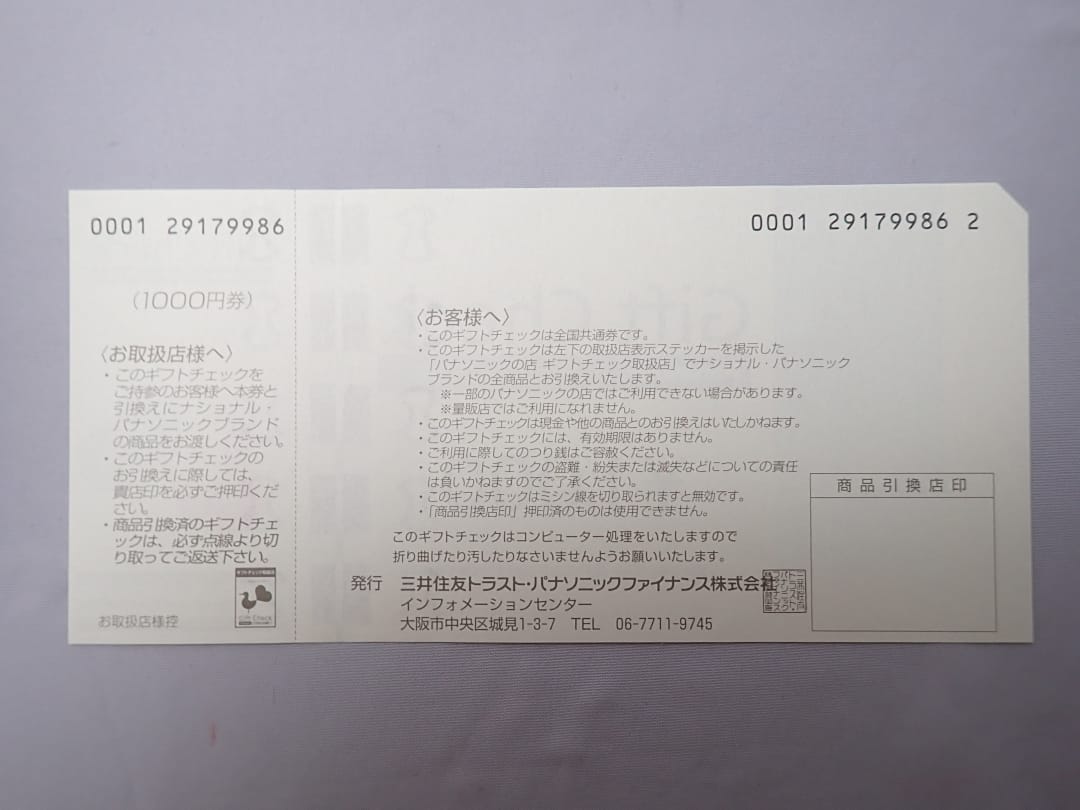 0001 29179986
(1000円券)
〈お取扱店様へ〉
・このギフトチェックを
ご持参のお客様へ本券と
引換えにナショナル・
パナソニックブランド
の商品をお渡しください。
・このギフトチェックの
お引換えに際しては、
貴店印を必ずご押印くだ
さい。
・商品引換済のギフトチェ
ックは、必ず点線より切
り取ってご返送下さい。
お取扱店様控
0001 29179986 2
〈お客様へ〉
・このギフトチェックは全国共通券です。
・このギフトチェックは左下の取扱店表示ステッカーを掲示した
「パナソニックの店 ギフトチェック取扱店」でナショナル・パナソニック
ブランドの全商品とお引換えいたします。
※一部のパナソニックの店ではご利用できない場合があります。
※量販店ではご利用になれません。
・このギフトチェックは現金や他の商品とのお引換えはいたしかねます。
・このギフトチェックには、有効期限はありません。
・ご利用に際してのつり銭はご容赦ください。
・このギフトチェックの盗難・紛失または滅失などについての責任
は負いかねますのでご了承ください。
・このギフトチェックはミシン線を切り取られますと無効です。
・「商品引換店印」押印済のものは使用できません。
このギフトチェックはコンピューター処理をいたしますので
折り曲げたり汚したりなさいませんようお願いいたします。
発行 三井住友トラスト・パナソニックファイナンス株式会社
インフォメーションセンター
大阪市中央区城見1-3-7 TEL 06-7711-9745
商品引換店印